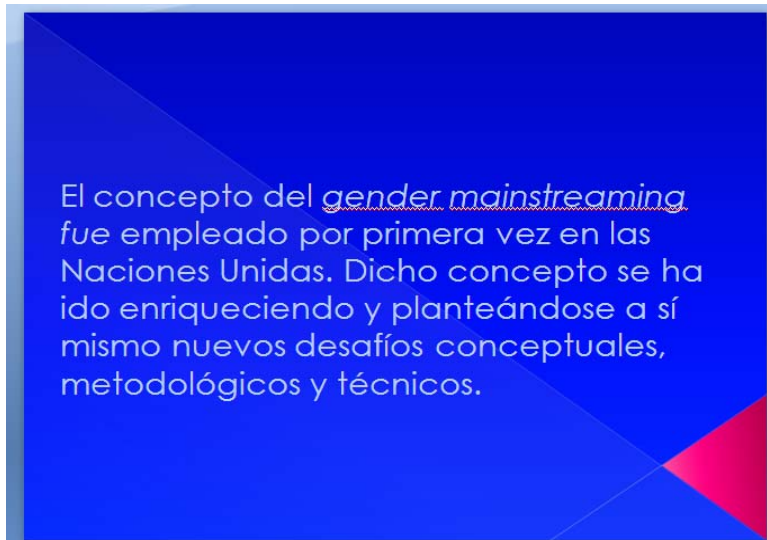 El concepto del gender mainstreaming
fue empleado por primera vez en las
Naciones Unidas. Dicho concepto se ha
ido enriqueciendo y planteándose a sí
mismo nuevos desafíos conceptuales,
metodológicos y técnicos.